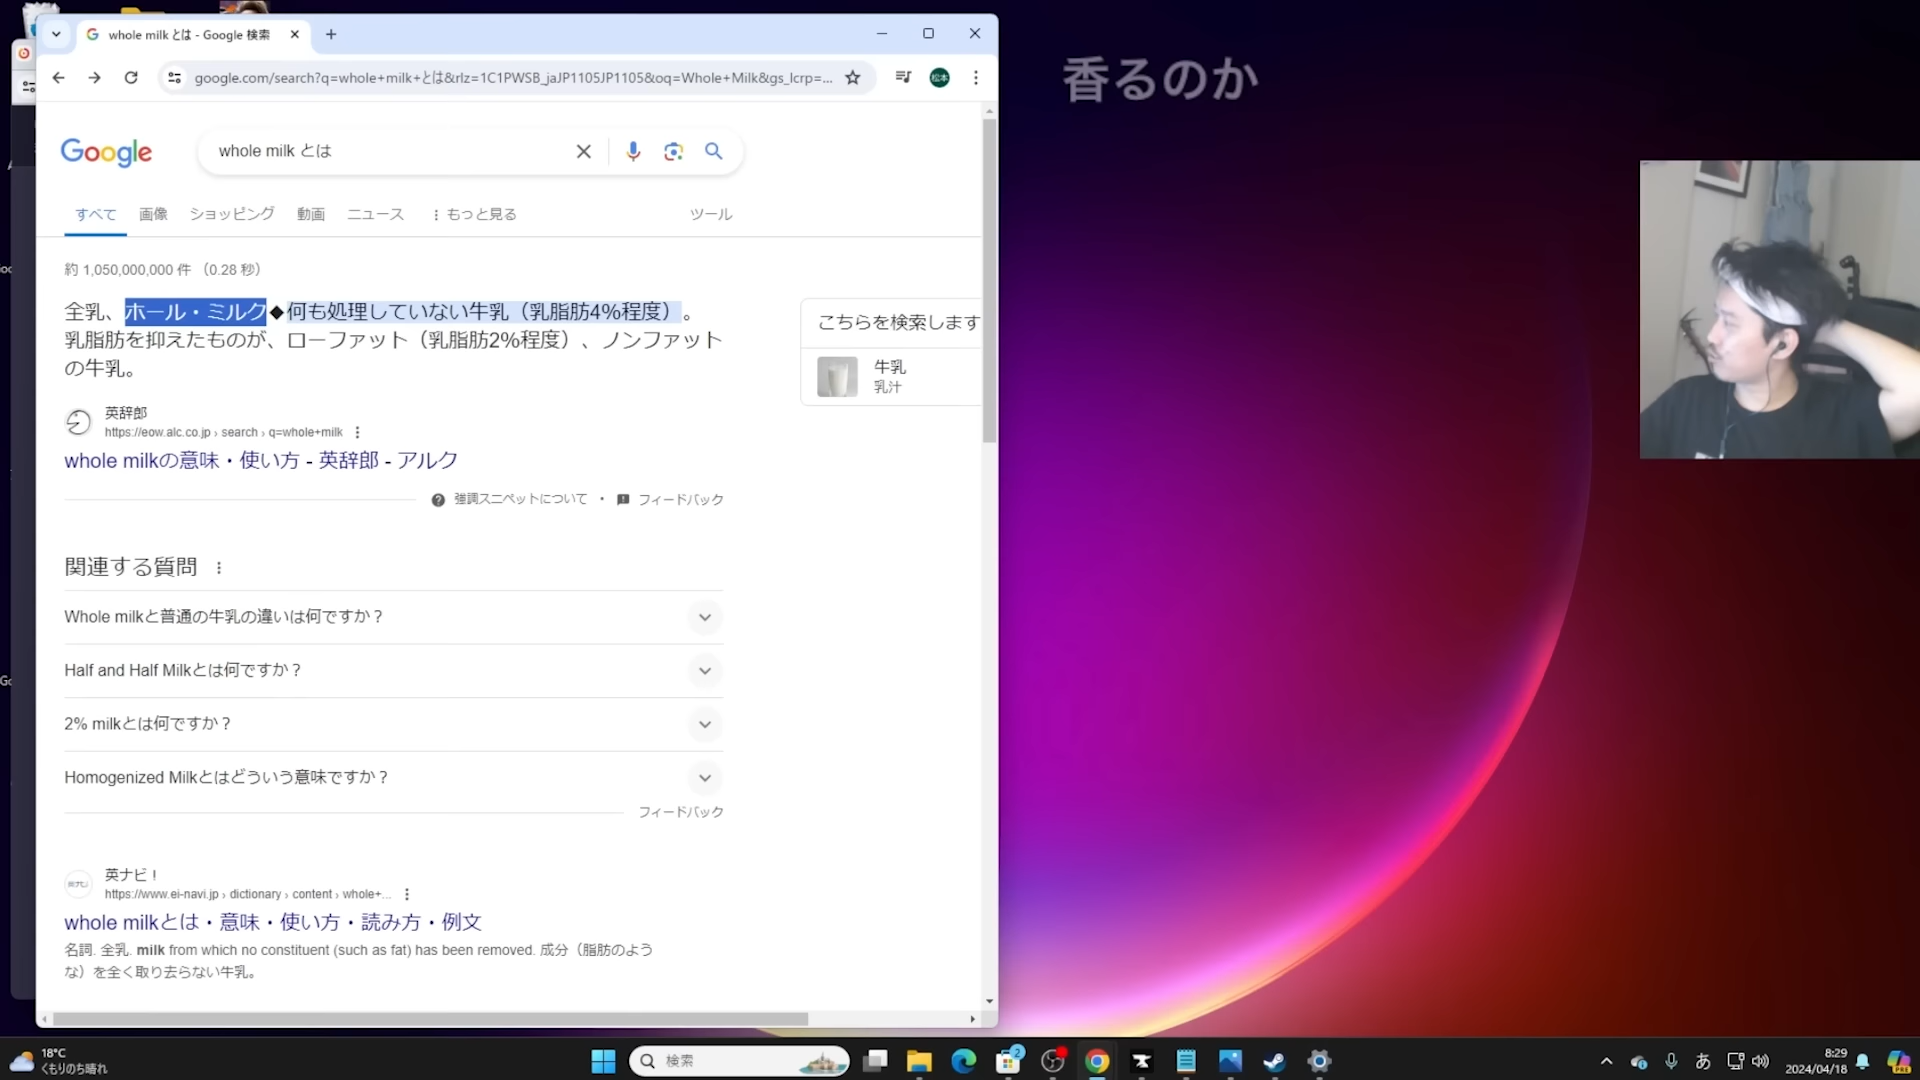 whole milk とは - Google 検索
google.com/search?q=whole+milk+とは&rlz=1C1PWSB_jaJP1105JP1105&oq=Whole+Milk&gs_lcrp=...
松本
香るのか
Google
whole milk とは
すべて 画像 ショッピング 動画 ニュース もっと見る ツール
約 1,050,000,000 件 （0.28 秒）
全乳、ホール・ミルク◆何も処理していない牛乳（乳脂肪4%程度）。
乳脂肪を抑えたものが、ローファット（乳脂肪2%程度）、ノンファット
の牛乳。
こちらを検索します
牛乳
乳汁
英辞郎
https://eow.alc.co.jp › search › q=whole+milk
whole milkの意味・使い方 - 英辞郎 - アルク
強調スニペットについて • フィードバック
関連する質問
Whole milkと普通の牛乳の違いは何ですか？
Half and Half Milkとは何ですか？
2% milkとは何ですか？
Homogenized Milkとはどういう意味ですか？
フィードバック
英ナビ！
https://www.ei-navi.jp › dictionary › content › whole+...
whole milkとは・意味・使い方・読み方・例文
名詞. 全乳. milk from which no constituent (such as fat) has been removed. 成分（脂肪のよう
な）を全く取り去らない牛乳。
18°C
くもりのち晴れ
検索
2
あ
8:29
2024/04/18
PRE